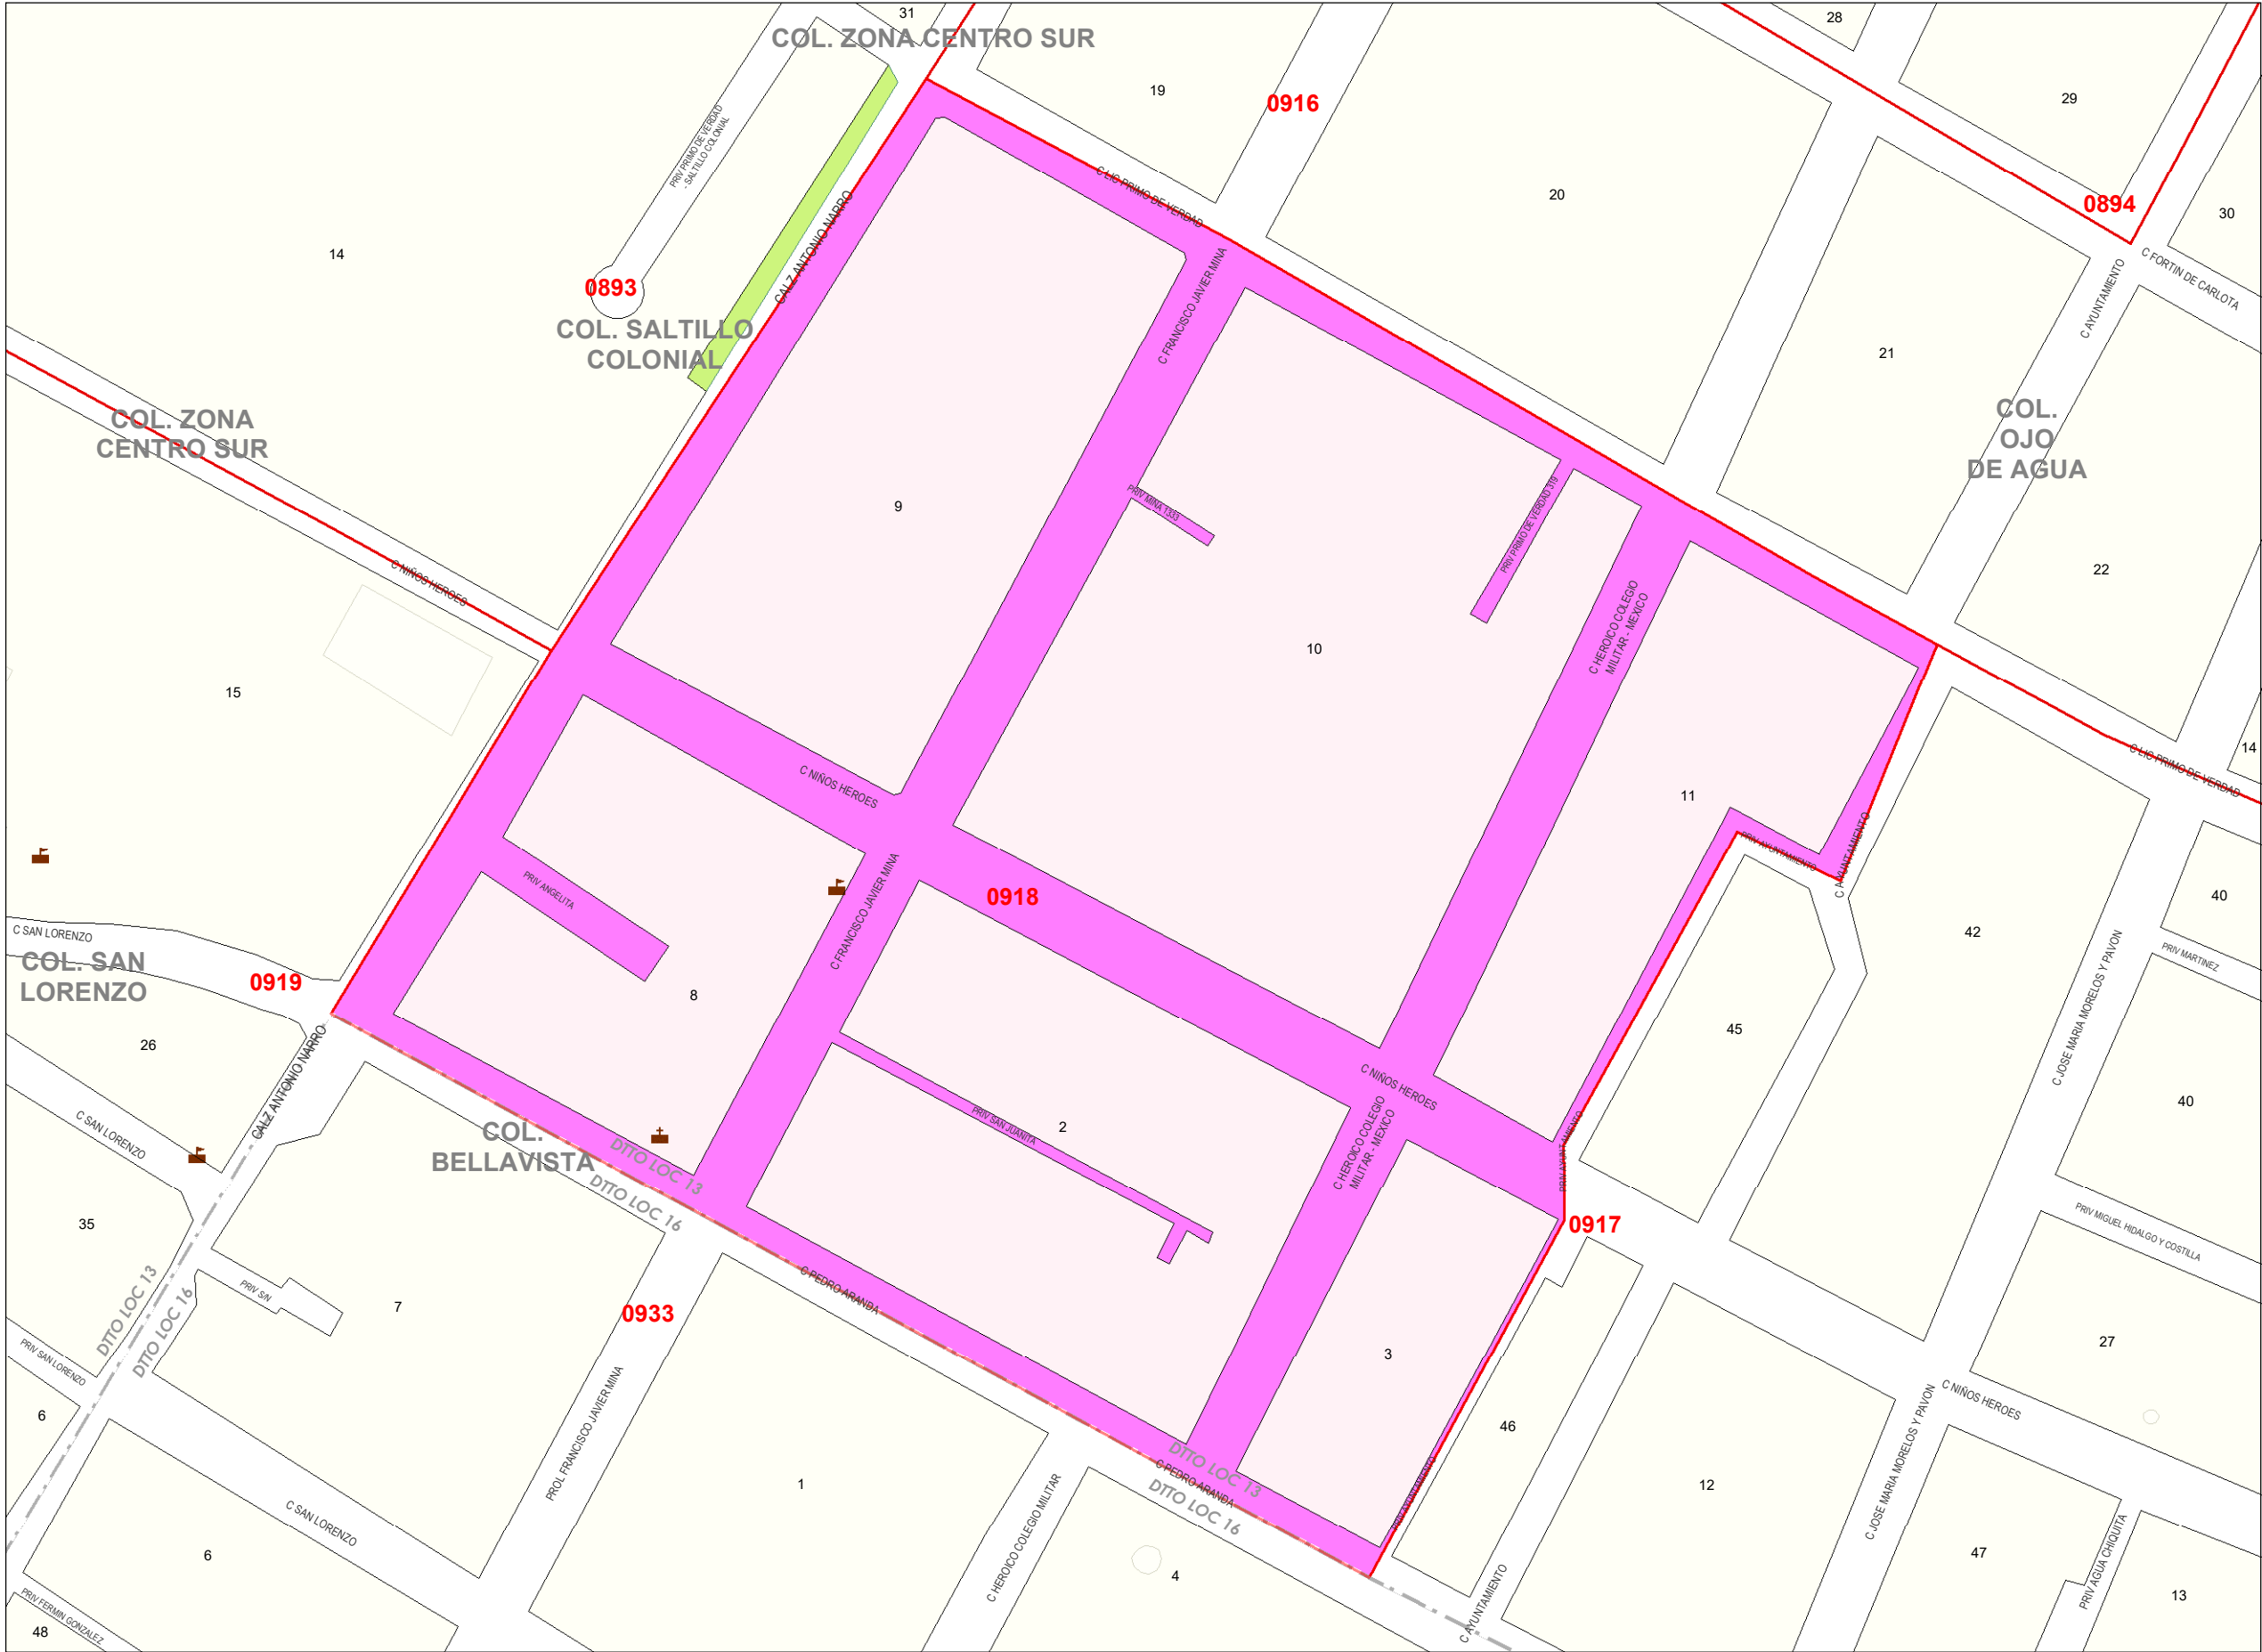 31
28
COL. ZONA CENTRO SUR
19
0916
29
PRIV PRIMO DE VERDAD
- SALTILLO COLONIAL
C LIC PRIMO DE VERDAD
20
0894
30
14
CALZ ANTONIO NARRO
C FRANCISCO JAVIER MINA
C AYUNTAMIENTO
C FORTIN DE CARLOTA
0893
COL. SALTILLO
COLONIAL
21
COL. ZONA
CENTRO SUR
COL.
OJO
DE AGUA
9
PRIV MINA 1333
PRIV PRIMO DE VERDAD 319
C NIÑOS HEROES
22
C HEROICO COLEGIO
MILITAR - MEXICO
10
15
14
C LIC PRIMO DE VERDAD
C NIÑOS HEROES
11
PRIV AYUNTAMIENTO
C AYUNTAMIENTO
PRIV ANGELITA
C FRANCISCO JAVIER MINA
0918
40
C SAN LORENZO
42
PRIV MARTINEZ
COL. SAN
LORENZO
0919
8
C JOSE MARIA MORELOS Y PAVON
26
CALZ ANTONIO NARRO
45
C NIÑOS HEROES
40
C SAN LORENZO
PRIV SAN JUANITA
2
C HEROICO COLEGIO
MILITAR - MEXICO
PRIV AYUNTAMIENTO
COL.
BELLAVISTA
DTTO LOC 13
DTTO LOC 16
35
0917
PRIV MIGUEL HIDALGO Y COSTILLA
DTTO LOC 13
DTTO LOC 16
PRIV S/N
7
C PEDRO ARANDA
0933
27
3
PRIV SAN LORENZO
C NIÑOS HEROES
6
PROL FRANCISCO JAVIER MINA
46
C JOSE MARIA MORELOS Y PAVON
DTTO LOC 13
C PEDRO ARANDA
DTTO LOC 16
PRIV AYUNTAMIENTO
1
12
C SAN LORENZO
C HEROICO COLEGIO MILITAR
6
47
PRIV AGUA CHIQUITA
4
13
C AYUNTAMIENTO
PRIV FERMIN GONZALEZ
48